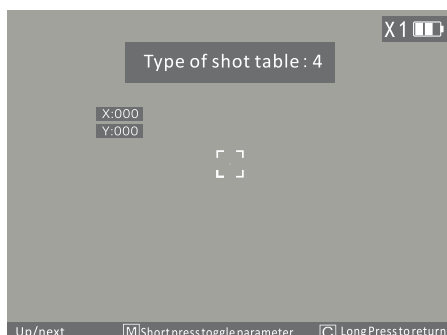 X1
Type of shot table: 4
X:000
Y:000
Up/next M Short press toggle parameter C Long Press to return